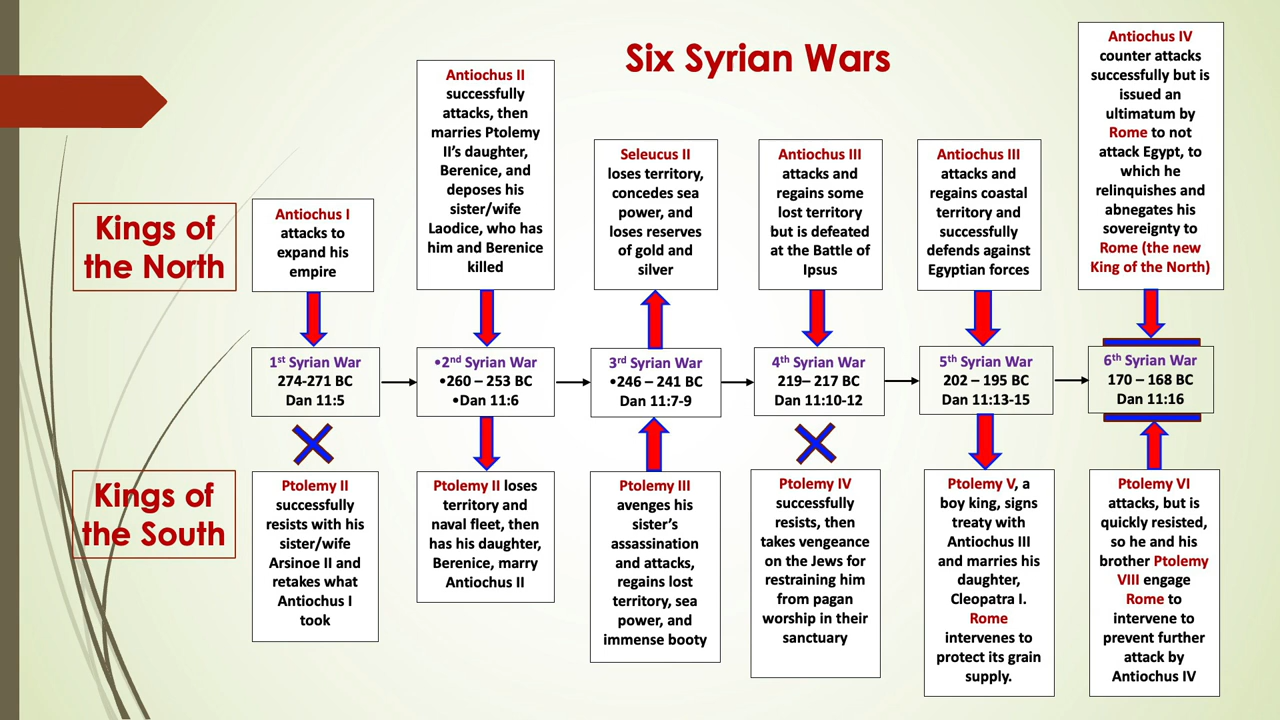 Six Syrian Wars
Kings of
the North
Antiochus I
attacks to
expand his
empire
Antiochus II
successfully
attacks, then
marries Ptolemy
II’s daughter,
Berenice, and
deposes his
sister/wife
Laodice, who has
him and Berenice
killed
Seleucus II
loses territory,
concedes sea
power, and
loses reserves
of gold and
silver
Antiochus III
attacks and
regains some
lost territory
but is defeated
at the Battle of
Ipsus
Antiochus III
attacks and
regains coastal
territory and
successfully
defends against
Egyptian forces
Antiochus IV
counter attacks
successfully but is
issued an
ultimatum by
Rome to not
attack Egypt, to
which he
relinquishes and
abnegates his
sovereignty to
Rome (the new
King of the North)
1st Syrian War
274-271 BC
Dan 11:5
•2nd Syrian War
•260 – 253 BC
•Dan 11:6
3rd Syrian War
•246 – 241 BC
Dan 11:7-9
4th Syrian War
219– 217 BC
Dan 11:10-12
5th Syrian War
202 – 195 BC
Dan 11:13-15
6th Syrian War
170 – 168 BC
Dan 11:16
Kings of
the South
Ptolemy II
successfully
resists with his
sister/wife
Arsinoe II and
retakes what
Antiochus I
took
Ptolemy II loses
territory and
naval fleet, then
has his daughter,
Berenice, marry
Antiochus II
Ptolemy III
avenges his
sister’s
assassination
and attacks,
regains lost
territory, sea
power, and
immense booty
Ptolemy IV
successfully
resists, then
takes vengeance
on the Jews for
restraining him
from pagan
worship in their
sanctuary
Ptolemy V, a
boy king, signs
treaty with
Antiochus III
and marries his
daughter,
Cleopatra I.
Rome
intervenes to
protect its grain
supply.
Ptolemy VI
attacks, but is
quickly resisted,
so he and his
brother Ptolemy
VIII engage
Rome to
intervene to
prevent further
attack by
Antiochus IV